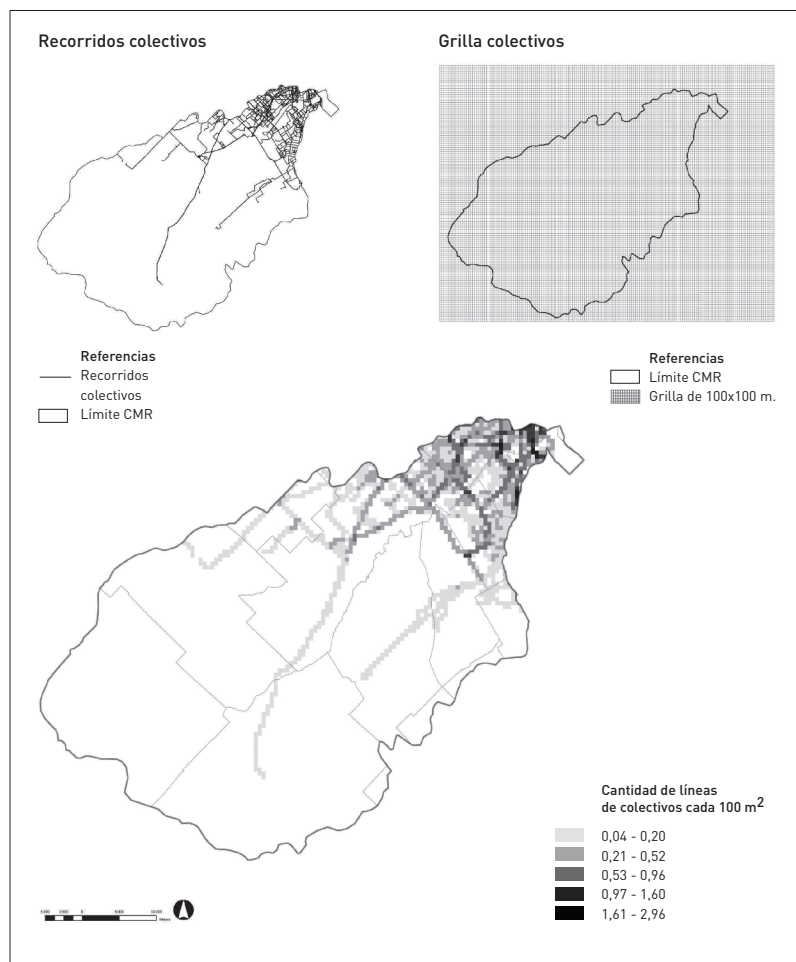 Recorridos colectivos
Grilla colectivos
Referencias
Recorridos
colectivos
Límite CMR
Referencias
Límite CMR
Grilla de 100x100 m.
Cantidad de líneas
de colectivos cada 100 m²
0,04 - 0,20
0,21 - 0,52
0,53 - 0,96
0,97 - 1,60
1,61 - 2,96